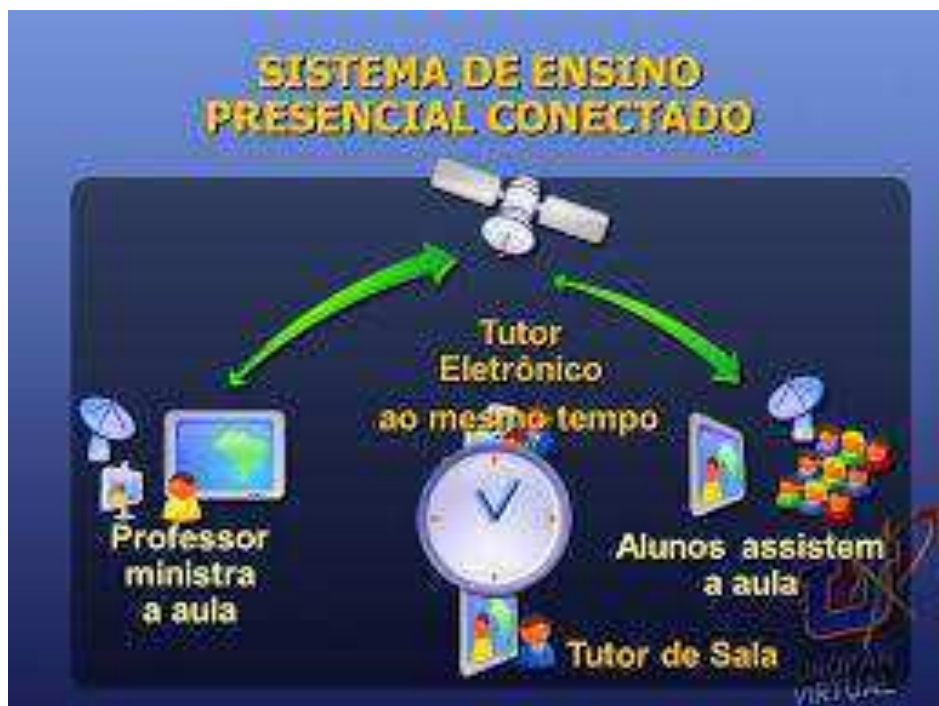 SISTEMA DE ENSINO
PRESENCIAL CONECTADO
Tutor
Eletrônico
ao mesmo tempo
Professor
ministra
a aula
Alunos assistem
a aula
Tutor de Sala
VIRTUAL